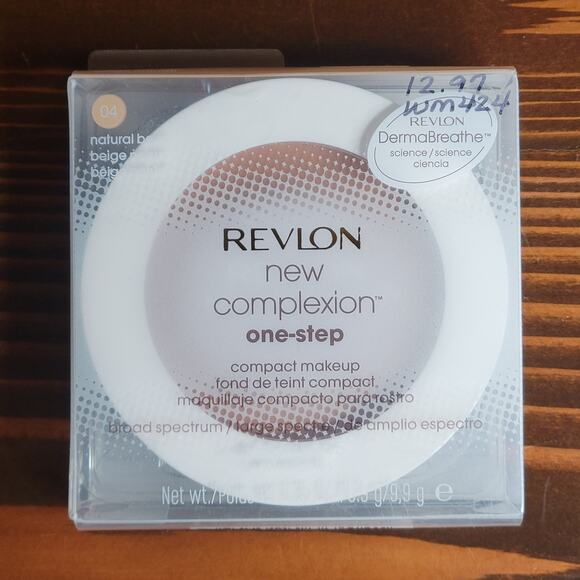 12.97
wm424
REVLON
DermaBreathe™
science/science
ciencia
04
natural
beige
REVLON
new
complexion™
one-step
compact makeup
fond de teint compact
maquillaje compacto para rostro
broad spectrum / large spectre / de amplio espectro
Net wt./Poids 9,9 g e